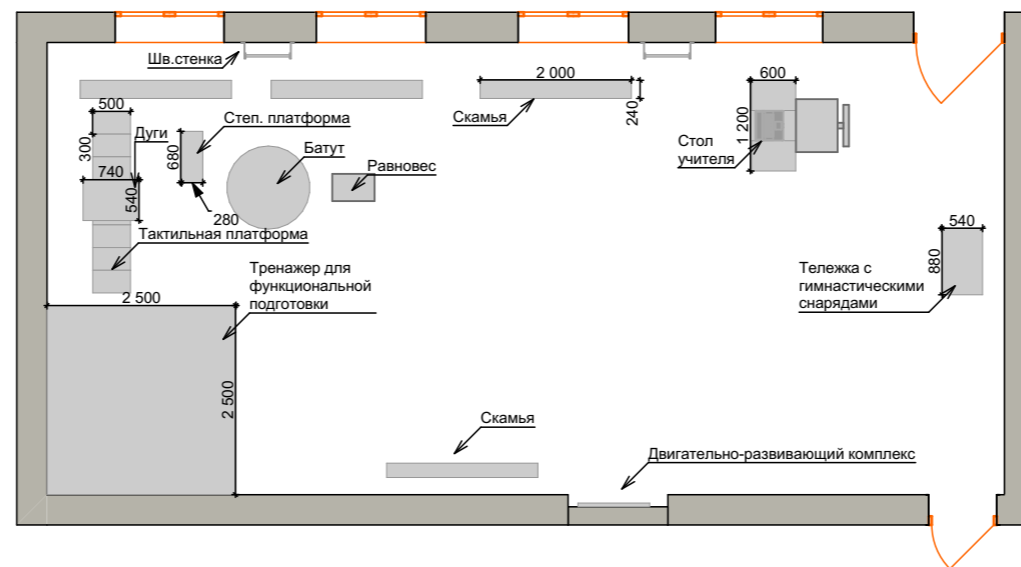 Шв.стенка
2 000
600
500
240
Степ. платформа
Скамья
1 200
Дуги
300
Стол
учителя
680
Батут
740
Равновес
540
280
540
Тактильная платформа
880
Тренажер для
функциональной
подготовки
Тележка с
гимнастическими
снарядами
2 500
2 500
Скамья
Двигательно-развивающий комплекс